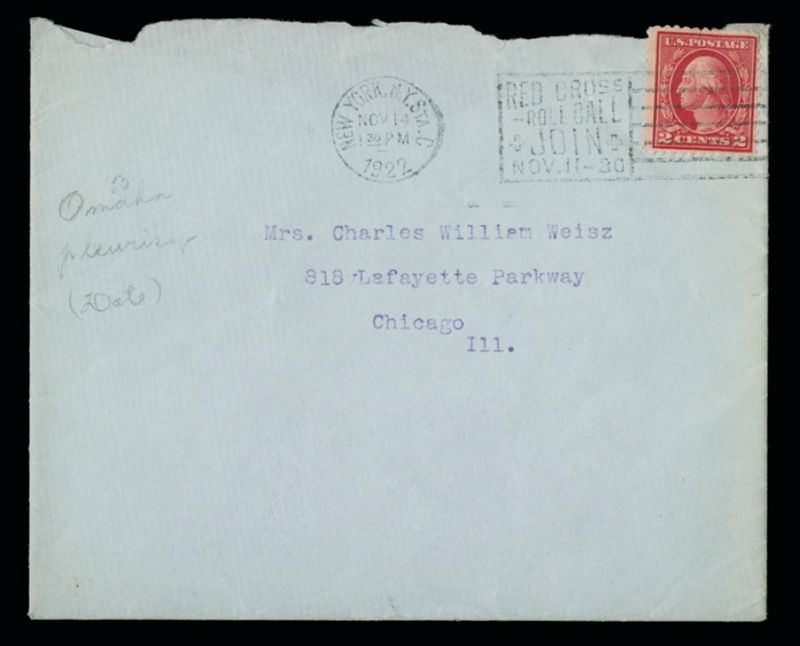 U.S. POSTAGE
2 CENTS 2
NEW YORK, N.Y. STA. C
NOV 14
1 30 PM
1922
RED CROSS
-ROLL CALL
JOIN
NOV. 11-30
Omaha
pleurisy
Mrs. Charles William Weisz
818 Lafayette Parkway
Chicago
Ill.